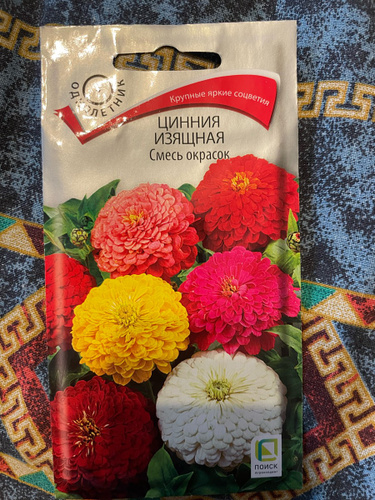 ОДНОЛЕТНИК
Крупные яркие соцветия
ЦИННИЯ
ИЗЯЩНАЯ
Смесь окрасок
ПОИСК